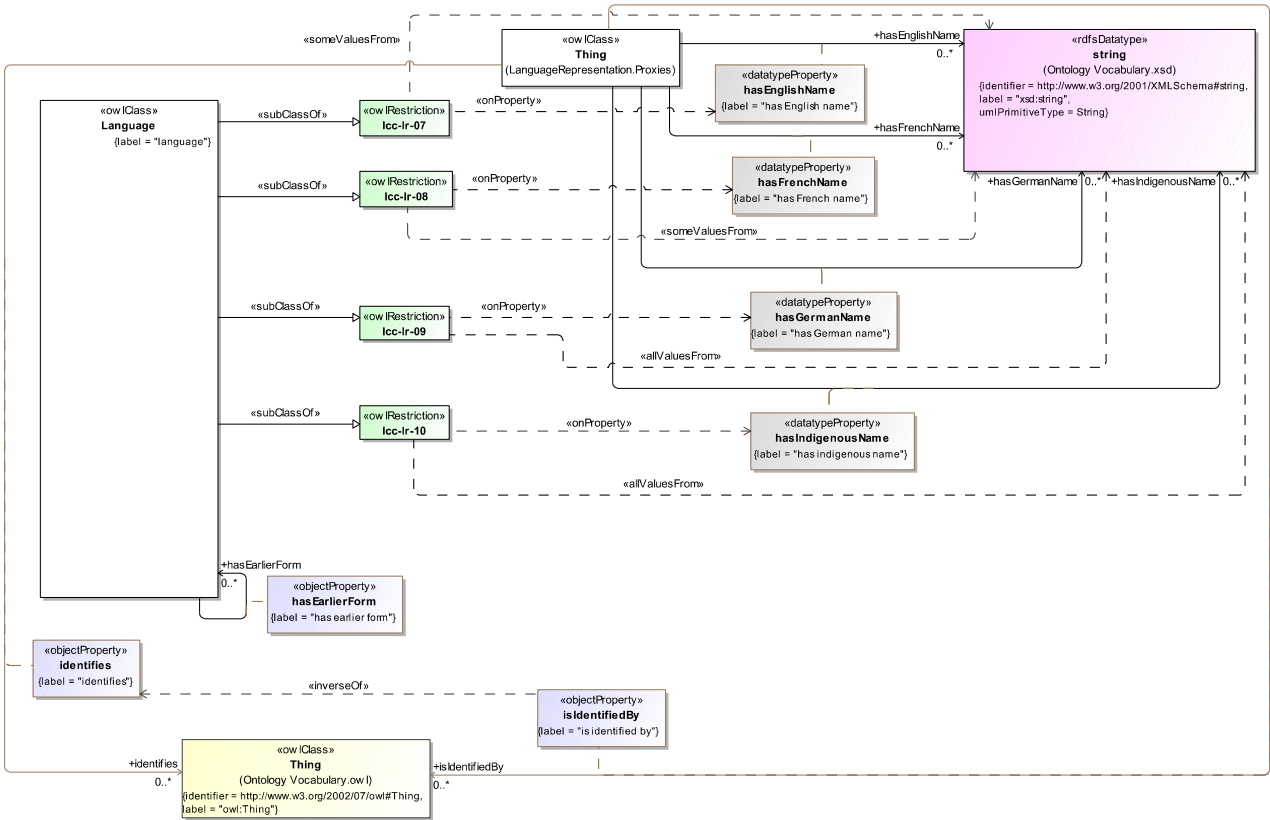 «someValuesFrom»
«owlClass»
Thing
(LanguageRepresentation.Proxies)
+hasEnglishName
0..*
«rdfsDatatype»
string
(Ontology Vocabulary.xsd)
{identifier = http://www.w3.org/2001/XMLSchema#string,
label = "xsd:string",
umlPrimitiveType = String}
«datatypeProperty»
hasEnglishName
{label = "has English name"}
«owlClass»
Language
{label = "language"}
«subClassOf»
«owlRestriction»
lcc-lr-07
«onProperty»
+hasFrenchName
0..*
«datatypeProperty»
hasFrenchName
{label = "has French name"}
«subClassOf»
«owlRestriction»
lcc-lr-08
«onProperty»
+hasGermanName 0..*
+hasIndigenousName 0..*
«someValuesFrom»
«subClassOf»
«owlRestriction»
lcc-lr-09
«onProperty»
«datatypeProperty»
hasGermanName
{label = "has German name"}
«allValuesFrom»
«subClassOf»
«owlRestriction»
lcc-lr-10
«onProperty»
«datatypeProperty»
hasIndigenousName
{label = "has indigenous name"}
«allValuesFrom»
+hasEarlierForm
0..*
«objectProperty»
hasEarlierForm
{label = "has earlier form"}
«objectProperty»
identifies
{label = "identifies"}
«inverseOf»
«objectProperty»
isIdentifiedBy
{label = "is identified by"}
+identifies
0..*
«owlClass»
Thing
(Ontology Vocabulary.owl)
{identifier = http://www.w3.org/2002/07/owl#Thing,
label = "owl:Thing"}
+isIdentifiedBy
0..*